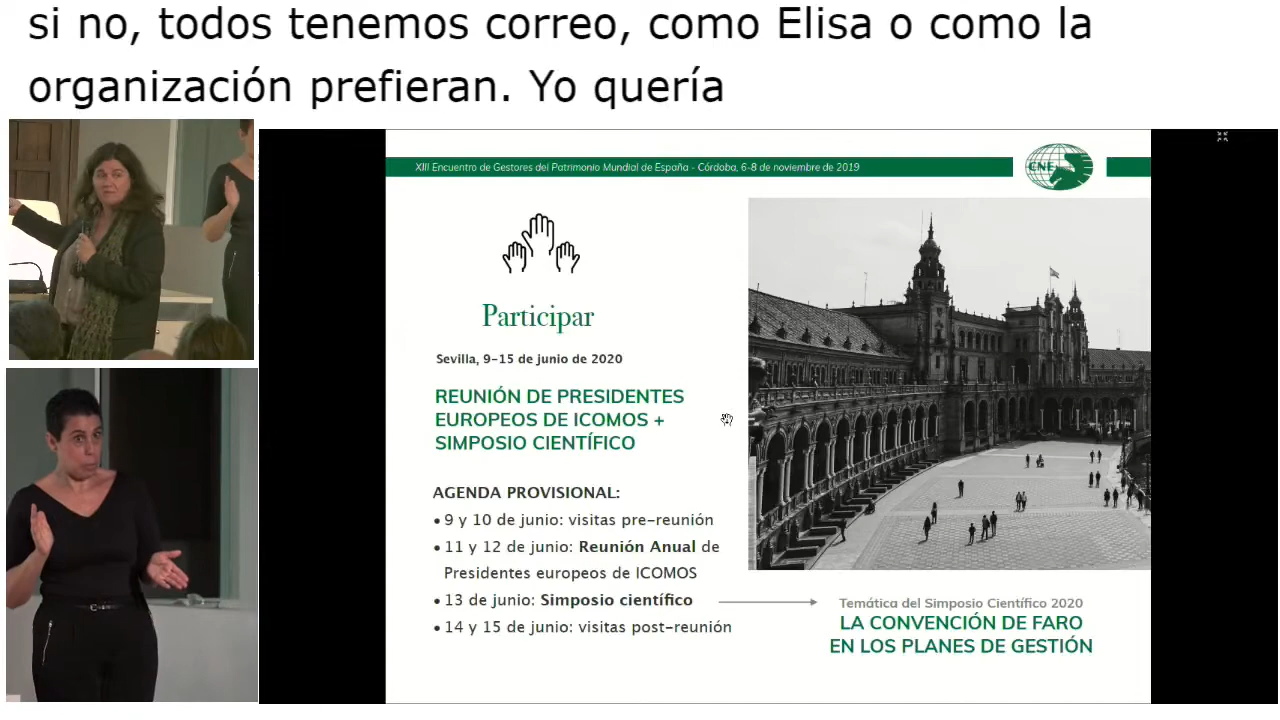 si no, todos tenemos correo, como Elisa o como la
organización prefieran. Yo quería
XIII Encuentro de Gestores del Patrimonio Mundial de España - Córdoba, 6-8 de noviembre de 2019
CNE
Participar
Sevilla, 9-15 de junio de 2020
REUNIÓN DE PRESIDENTES
EUROPEOS DE ICOMOS +
SIMPOSIO CIENTÍFICO
AGENDA PROVISIONAL:
• 9 y 10 de junio: visitas pre-reunión
• 11 y 12 de junio: Reunión Anual de
Presidentes europeos de ICOMOS
• 13 de junio: Simposio científico
• 14 y 15 de junio: visitas post-reunión
Temática del Simposio Científico 2020
LA CONVENCIÓN DE FARO
EN LOS PLANES DE GESTIÓN